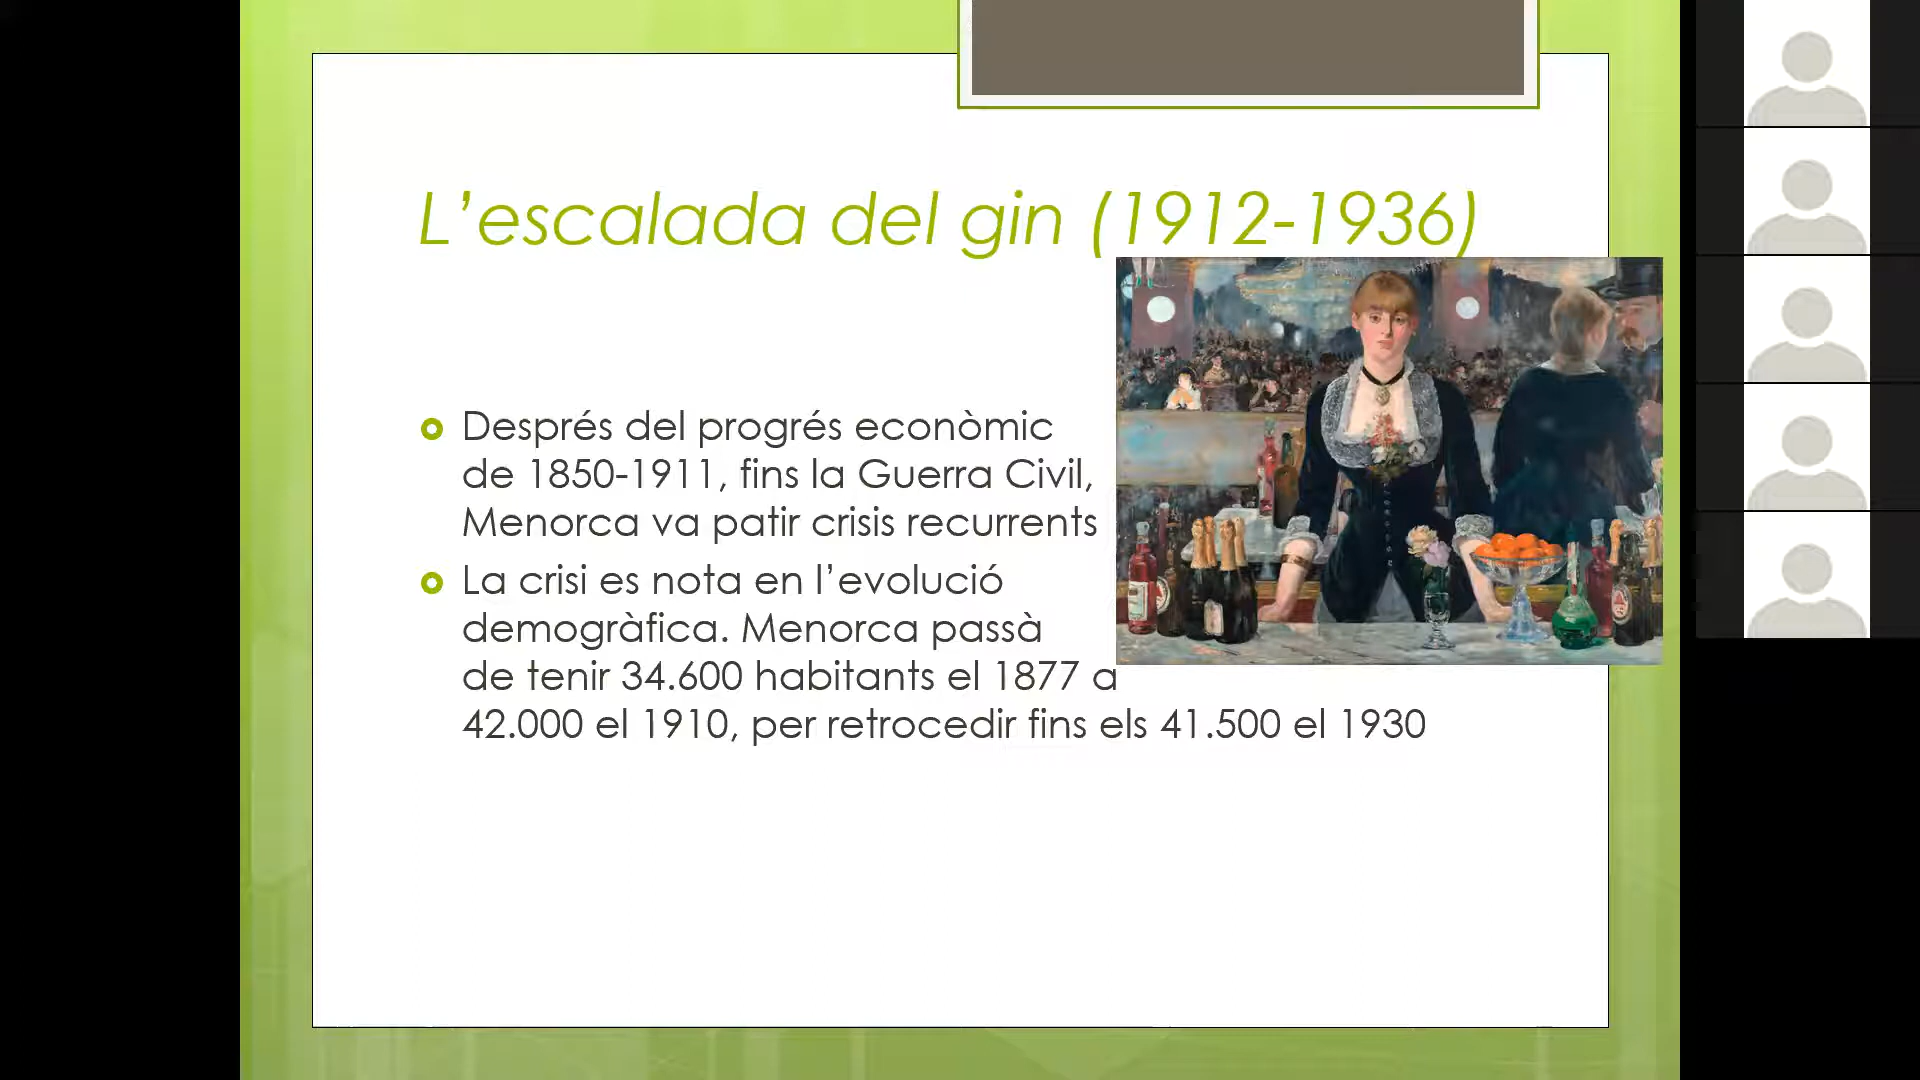 L’escalada del gin (1912-1936)
Després del progrés econòmic
de 1850-1911, fins la Guerra Civil,
Menorca va patir crisis recurrents
La crisi es nota en l’evolució
demogràfica. Menorca passà
de tenir 34.600 habitants el 1877 a
42.000 el 1910, per retrocedir fins els 41.500 el 1930